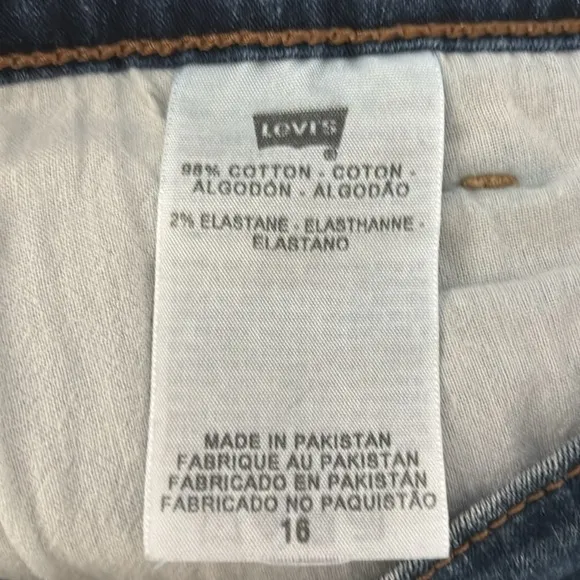 LEVI'S
®
98% COTTON - COTON -
ALGODÓN - ALGODÃO
2% ELASTANE - ELASTHANNE -
ELASTANO
MADE IN PAKISTAN
FABRIQUE AU PAKISTAN
FABRICADO EN PAKISTÁN
FABRICADO NO PAQUISTÃO
16